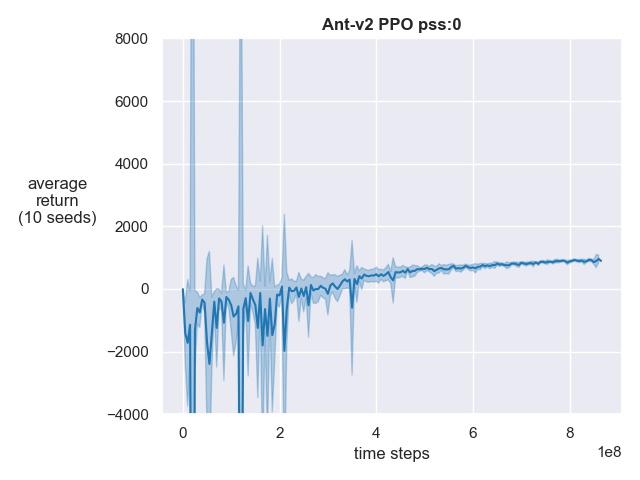 Ant-v2 PPO pss:0
8000
6000
4000
2000
0
−2000
−4000
average
return
(10 seeds)
0 2 4 6 8
1e8
time steps